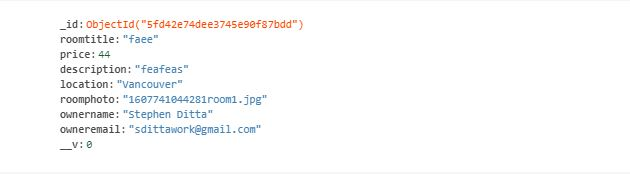 _id: ObjectId("5fd42e74dee3745e90f87bdd")
roomtitle: "faee"
price: 44
description: "feafeas"
location: "Vancouver"
roomphoto: "1607741044281room1.jpg"
ownername: "Stephen Ditta"
owneremail: "sdittawork@gmail.com"
__v: 0